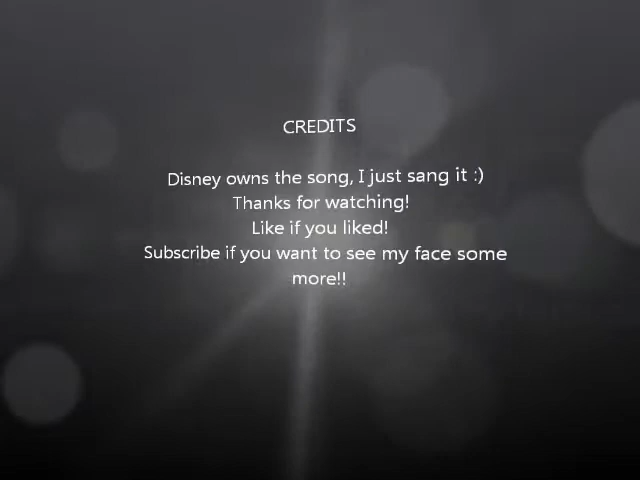 CREDITS
Disney owns the song, I just sang it :)
Thanks for watching!
Like if you liked!
Subscribe if you want to see my face some
more!!